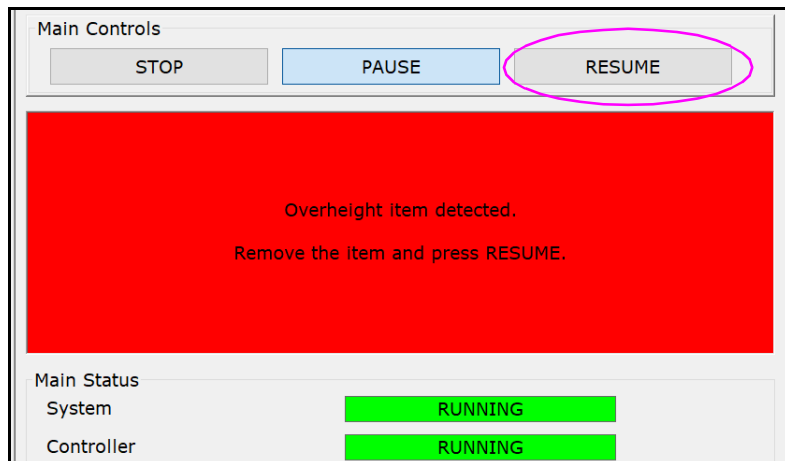 Main Controls
STOP PAUSE RESUME
Overheight item detected.
Remove the item and press RESUME.
Main Status
System RUNNING
Controller RUNNING